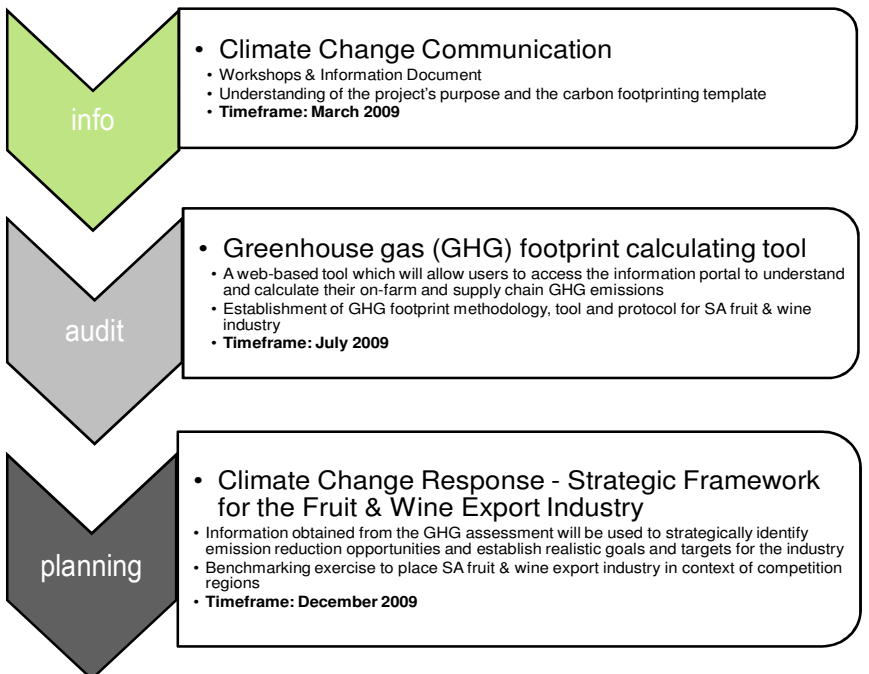 info
• Climate Change Communication
• Workshops & Information Document
• Understanding of the project's purpose and the carbon footprinting template
• Timeframe: March 2009
audit
• Greenhouse gas (GHG) footprint calculating tool
• A web-based tool which will allow users to access the information portal to understand
and calculate their on-farm and supply chain GHG emissions
• Establishment of GHG footprint methodology, tool and protocol for SA fruit & wine
industry
• Timeframe: July 2009
planning
• Climate Change Response - Strategic Framework
for the Fruit & Wine Export Industry
• Information obtained from the GHG assessment will be used to strategically identify
emission reduction opportunities and establish realistic goals and targets for the industry
• Benchmarking exercise to place SA fruit & wine export industry in context of competition
regions
• Timeframe: December 2009